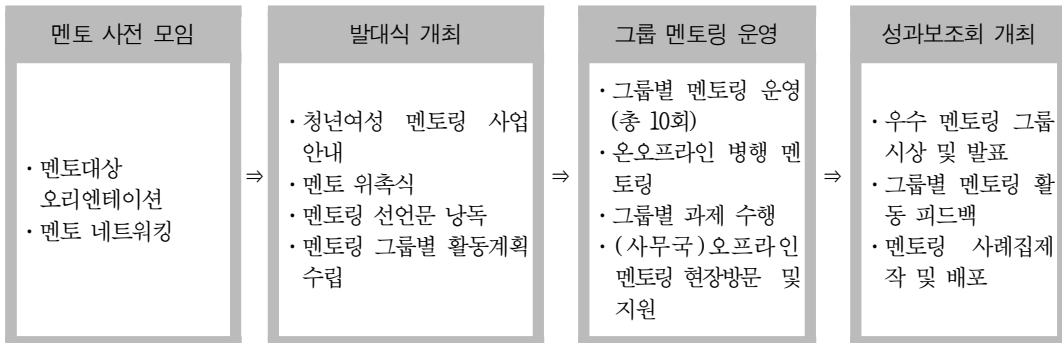 멘토 사전 모임
· 멘토대상
오리엔테이션
· 멘토 네트워킹
⇒
발대식 개최
· 청년여성 멘토링 사업
안내
· 멘토 위촉식
· 멘토링 선언문 낭독
· 멘토링 그룹별 활동계획
수립
⇒
그룹 멘토링 운영
· 그룹별 멘토링 운영
(총 10회)
· 온오프라인 병행 멘
토링
· 그룹별 과제 수행
· (사무국)오프라인
멘토링 현장방문 및
지원
⇒
성과보조회 개최
· 우수 멘토링 그룹
시상 및 발표
· 그룹별 멘토링 활
동 피드백
· 멘토링 사례집제
작 및 배포